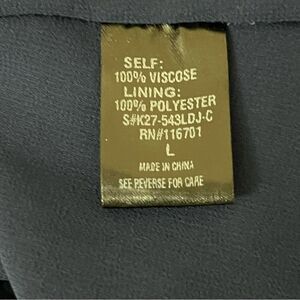 SELF:
100% VISCOSE
LINING:
100% POLYESTER
S#K27-543LDJ-C
RN#116701
L
MADE IN CHINA
SEE REVERSE FOR CARE